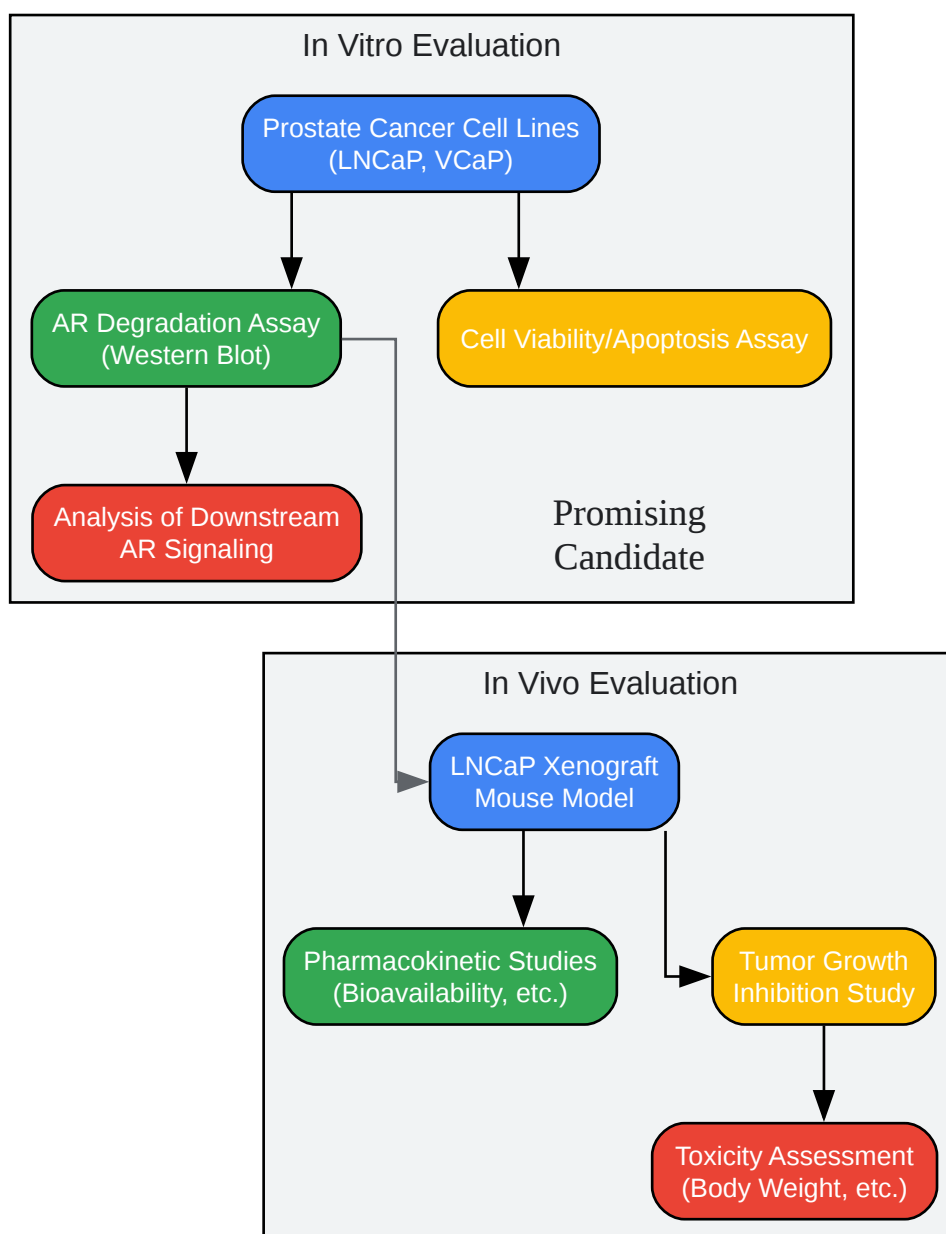 In Vitro Evaluation
Prostate Cancer Cell Lines
(LNCaP, VCaP)
AR Degradation Assay
(Western Blot)
Cell Viability/Apoptosis Assay
Analysis of Downstream
AR Signaling
Promising
Candidate
In Vivo Evaluation
LNCaP Xenograft
Mouse Model
Pharmacokinetic Studies
(Bioavailability, etc.)
Tumor Growth
Inhibition Study
Toxicity Assessment
(Body Weight, etc.)